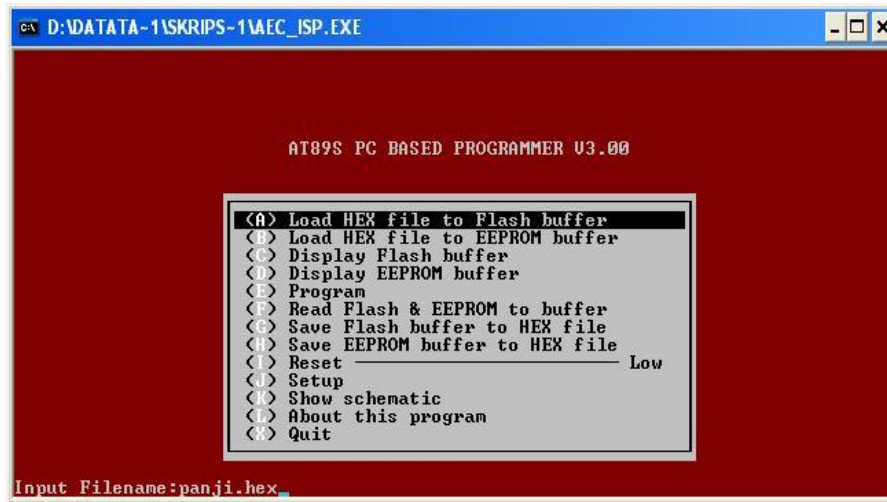 D:\DATATA~1\SKRIPS~1\AEC_ISP.EXE
AT89S PC BASED PROGRAMMER V3.00
(A) Load HEX file to Flash buffer
(B) Load HEX file to EEPROM buffer
(C) Display Flash buffer
(D) Display EEPROM buffer
(E) Program
(F) Read Flash & EEPROM to buffer
(G) Save Flash buffer to HEX file
(H) Save EEPROM buffer to HEX file
(I) Reset Low
(J) Setup
(K) Show schematic
(L) About this program
(X) Quit
Input Filename:panji.hex_